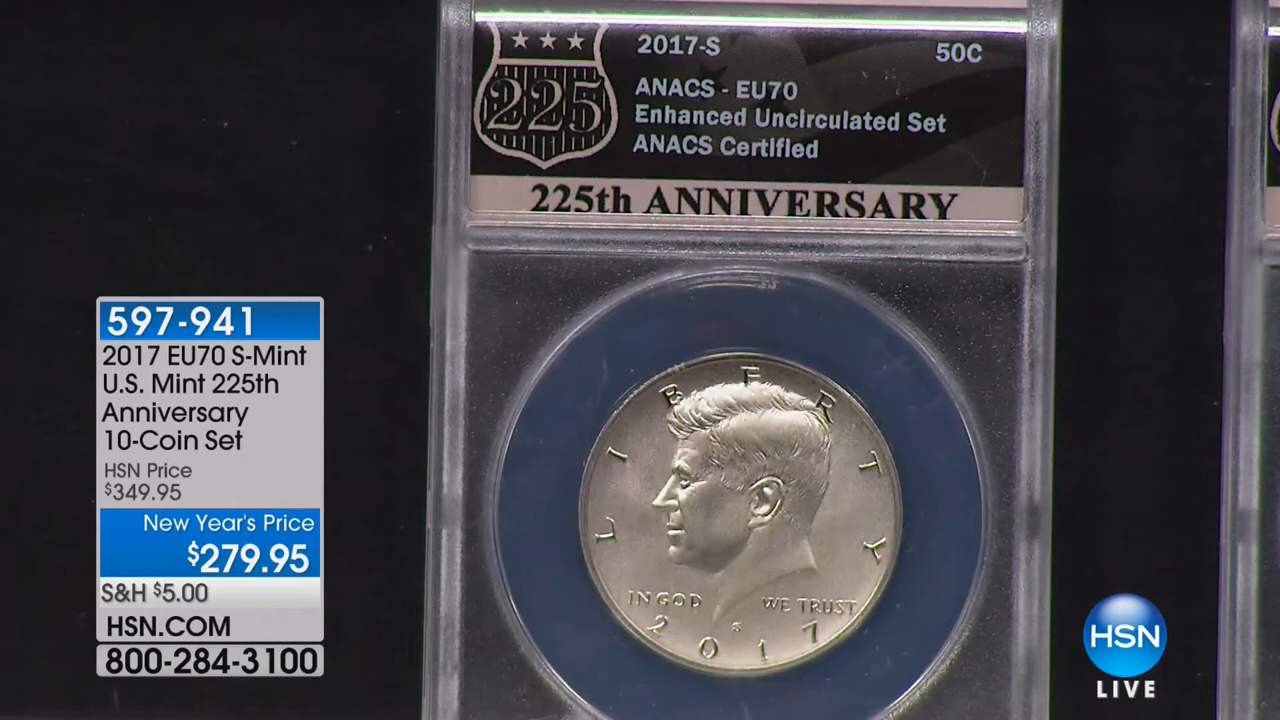 225
2017-S 50C
ANACS - EU70
Enhanced Uncirculated Set
ANACS Certified
225th ANNIVERSARY
597-941
2017 EU70 S-Mint
U.S. Mint 225th
Anniversary
10-Coin Set
HSN Price
$349.95
New Year's Price
$279.95
S&H $5.00
HSN.COM
800-284-3100
LIBERTY
IN GOD WE TRUST
S
2017
HSN
LIVE